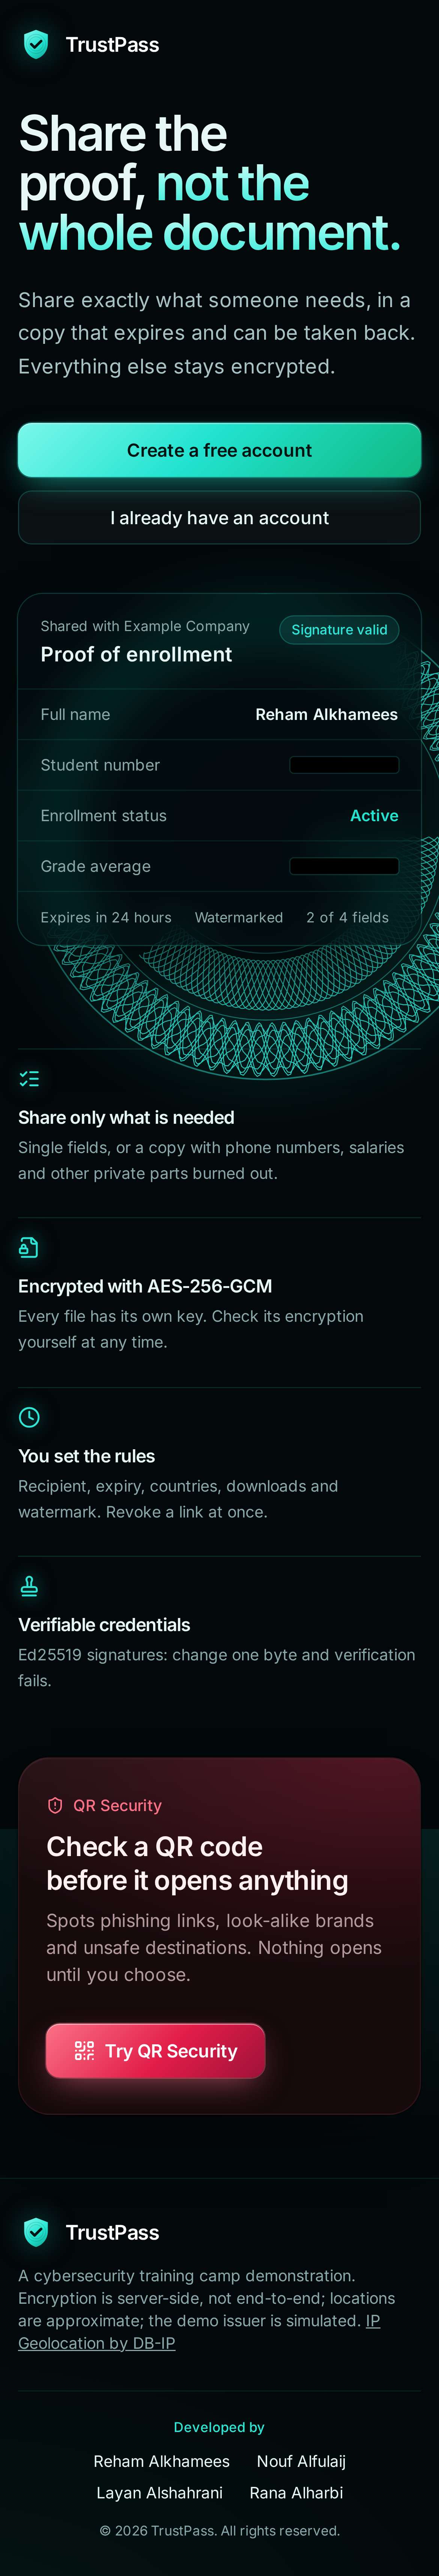 TrustPass
Share the
proof, not the
whole document.
Share exactly what someone needs, in a
copy that expires and can be taken back.
Everything else stays encrypted.
Create a free account
I already have an account
Shared with Example Company
Signature valid
Proof of enrollment
Full name
Reham Alkhamees
Student number
Enrollment status
Active
Grade average
Expires in 24 hours
Watermarked
2 of 4 fields
Share only what is needed
Single fields, or a copy with phone numbers, salaries
and other private parts burned out.
Encrypted with AES-256-GCM
Every file has its own key. Check its encryption
yourself at any time.
You set the rules
Recipient, expiry, countries, downloads and
watermark. Revoke a link at once.
Verifiable credentials
Ed25519 signatures: change one byte and verification
fails.
QR Security
Check a QR code
before it opens anything
Spots phishing links, look-alike brands
and unsafe destinations. Nothing opens
until you choose.
Try QR Security
TrustPass
A cybersecurity training camp demonstration.
Encryption is server-side, not end-to-end; locations
are approximate; the demo issuer is simulated. IP
Geolocation by DB-IP
Developed by
Reham Alkhamees
Nouf Alfulaij
Layan Alshahrani
Rana Alharbi
© 2026 TrustPass. All rights reserved.